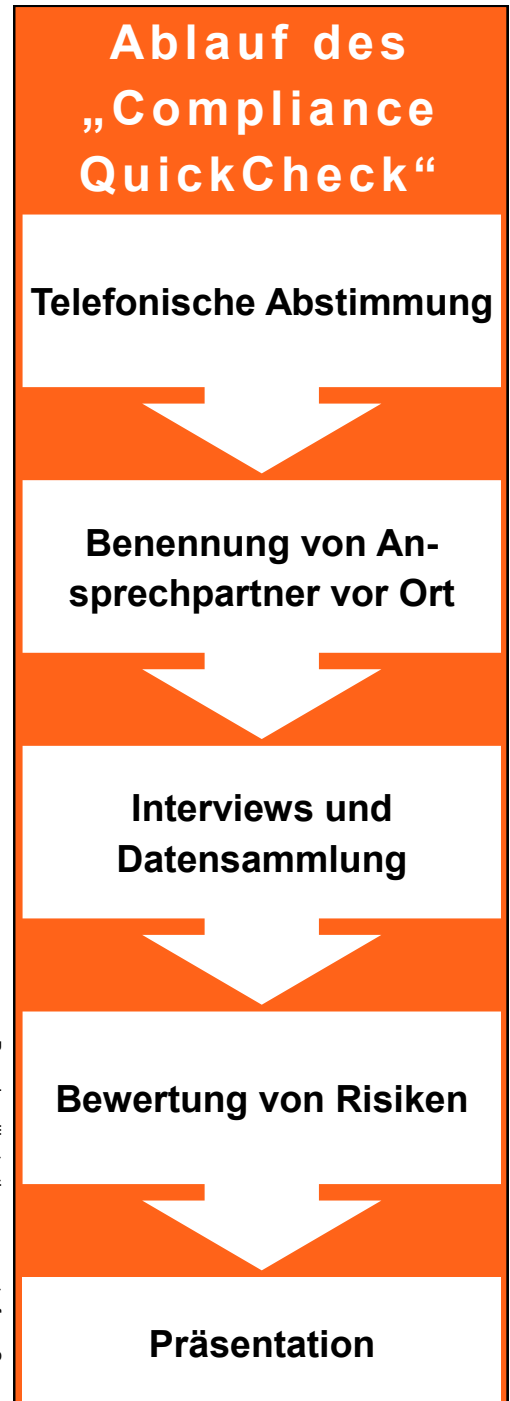 Ablauf des
„Compliance
QuickCheck“
Telefonische Abstimmung
Benennung von An-
sprechpartner vor Ort
Interviews und
Datensammlung
Bewertung von Risiken
Präsentation